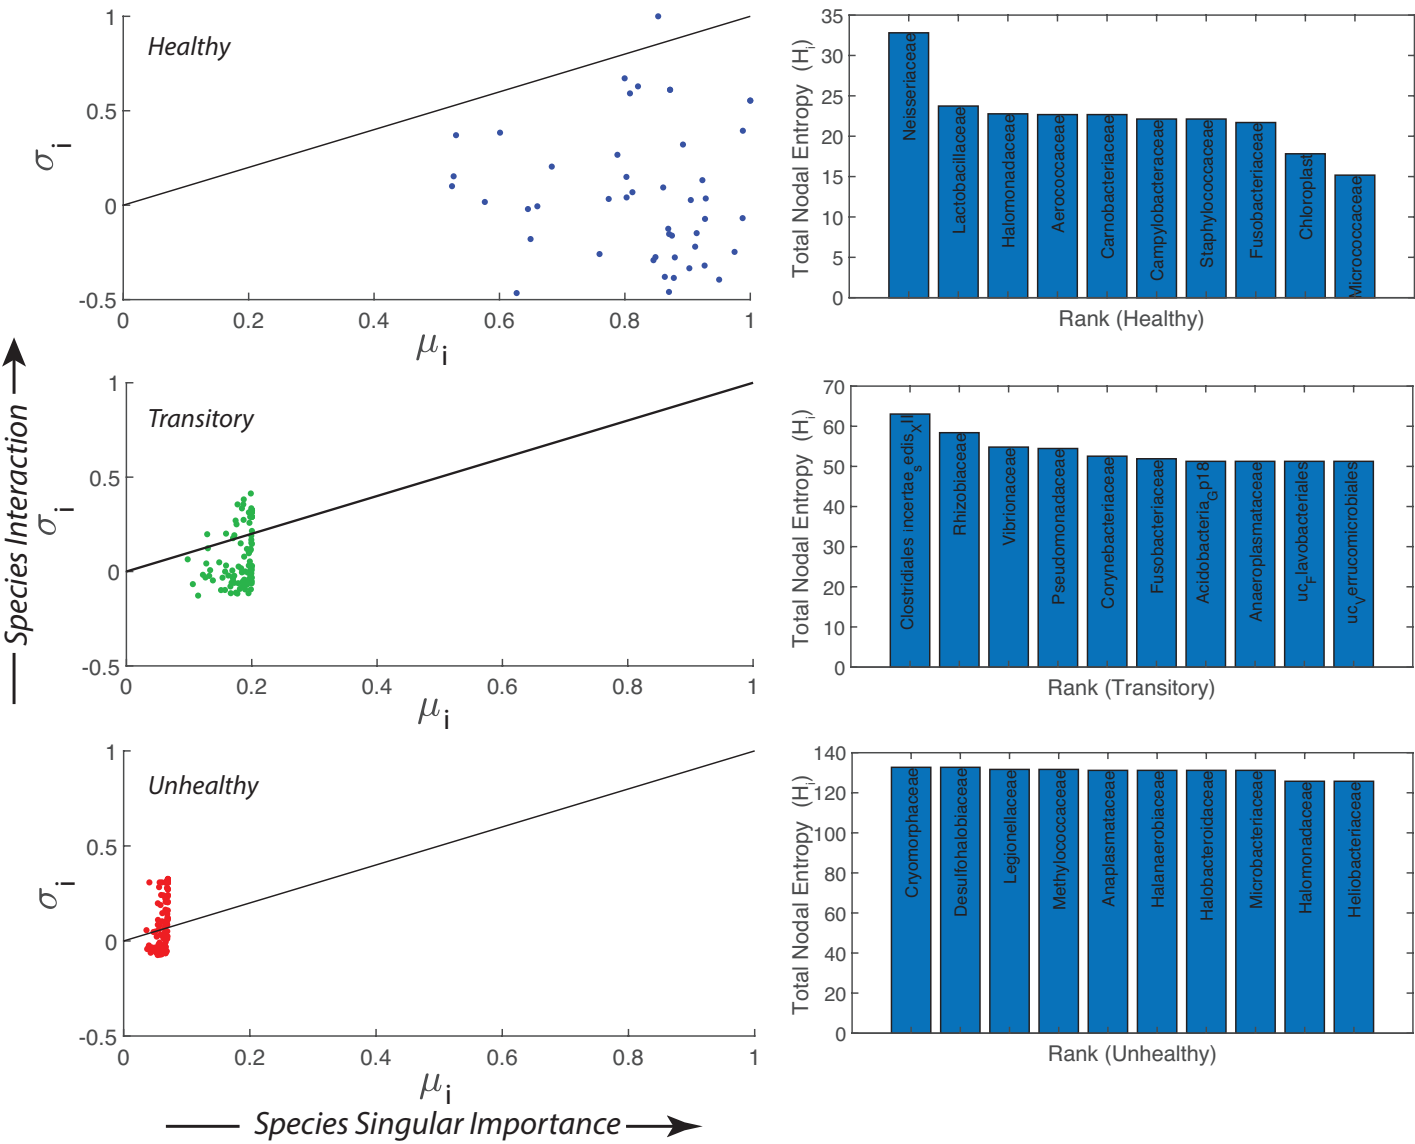 Healthy
1
0.5
0
-0.5
0
0.2
0.4
0.6
0.8
1
σi
μi
35
30
25
20
15
10
5
0
Total Nodal Entropy (Hi)
Neisseriaceae
Lactobacillaceae
Halomonadaceae
Aerococcaceae
Carnobacteriaceae
Campylobacteraceae
Staphylococcaceae
Fusobacteriaceae
Chloroplast
Micrococcaceae
Rank (Healthy)
Transitory
1
0.5
0
-0.5
0
0.2
0.4
0.6
0.8
1
σi
μi
70
60
50
40
30
20
10
0
Total Nodal Entropy (Hi)
Clostridiales incertaesedisXII
Rhizobiaceae
Vibrionaceae
Pseudomonadaceae
Corynebacteriaceae
Fusobacteriaceae
AcidobacteriaGp18
Anaeroplasmataceae
ucFlavobacteriales
ucVerrucomicrobiales
Rank (Transitory)
Unhealthy
1
0.5
0
-0.5
0
0.2
0.4
0.6
0.8
1
σi
μi
140
120
100
80
60
40
20
0
Total Nodal Entropy (Hi)
Cryomorphaceae
Desulfohalobiaceae
Legionellaceae
Methylococcaceae
Anaplasmataceae
Halanaerobiaceae
Halobacteroidaceae
Microbacteriaceae
Halomonadaceae
Heliobacteriaceae
Rank (Unhealthy)
Species Interaction
Species Singular Importance